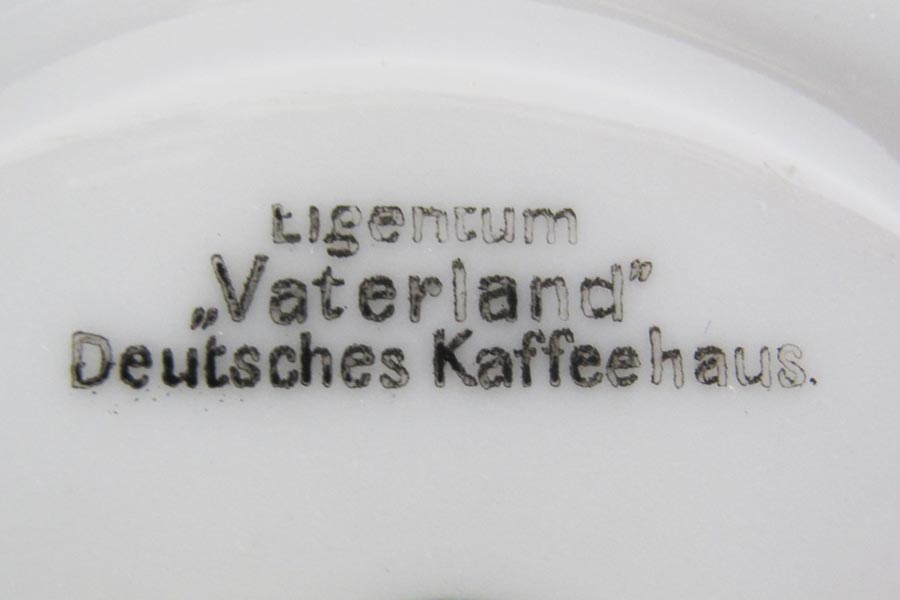 Eigentum
„Vaterland”
Deutsches Kaffeehaus.